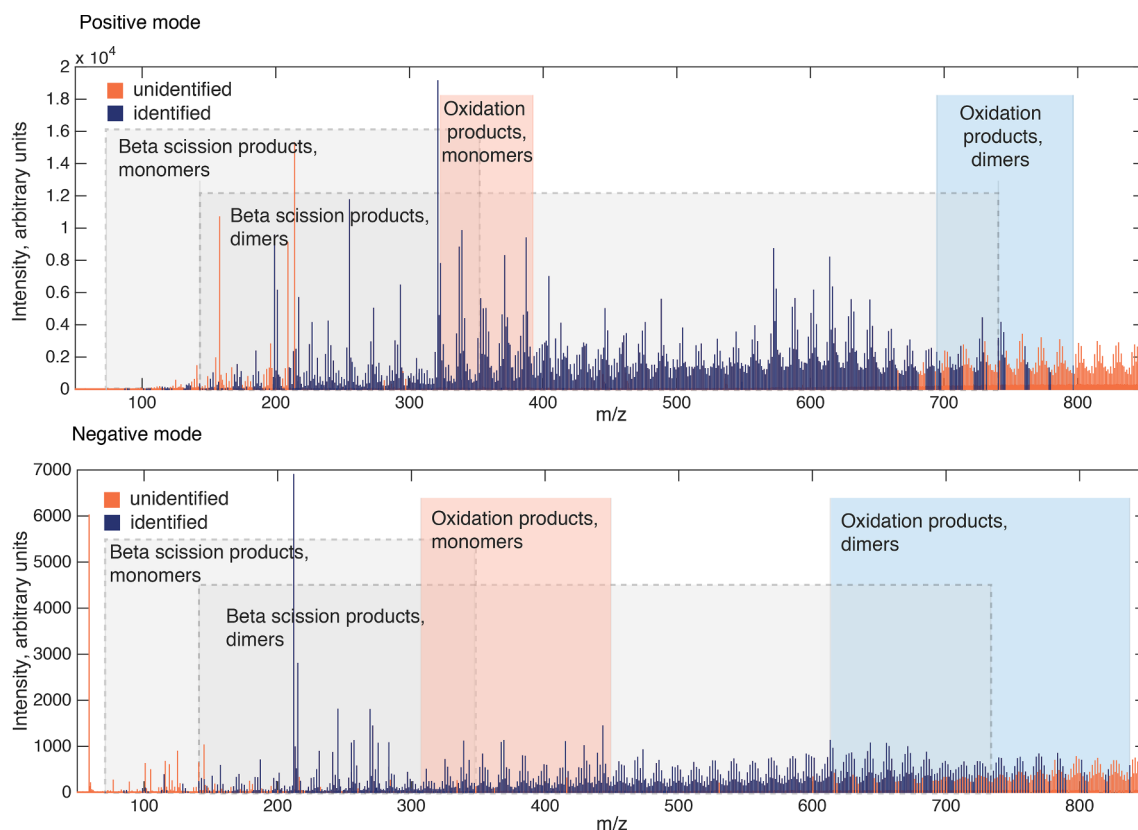 Positive mode
x 10⁴
2
1.8
1.6
1.4
1.2
1
0.8
0.6
0.4
0.2
0
Intensity, arbitrary units
unidentified
identified
Beta scission products,
monomers
Beta scission products,
dimers
Oxidation
products,
monomers
Oxidation
products,
dimers
100
200
300
400
500
600
700
800
m/z
Negative mode
7000
6000
5000
4000
3000
2000
1000
0
Intensity, arbitrary units
unidentified
identified
Beta scission products,
monomers
Beta scission products,
dimers
Oxidation products,
monomers
Oxidation products,
dimers
100
200
300
400
500
600
700
800
m/z